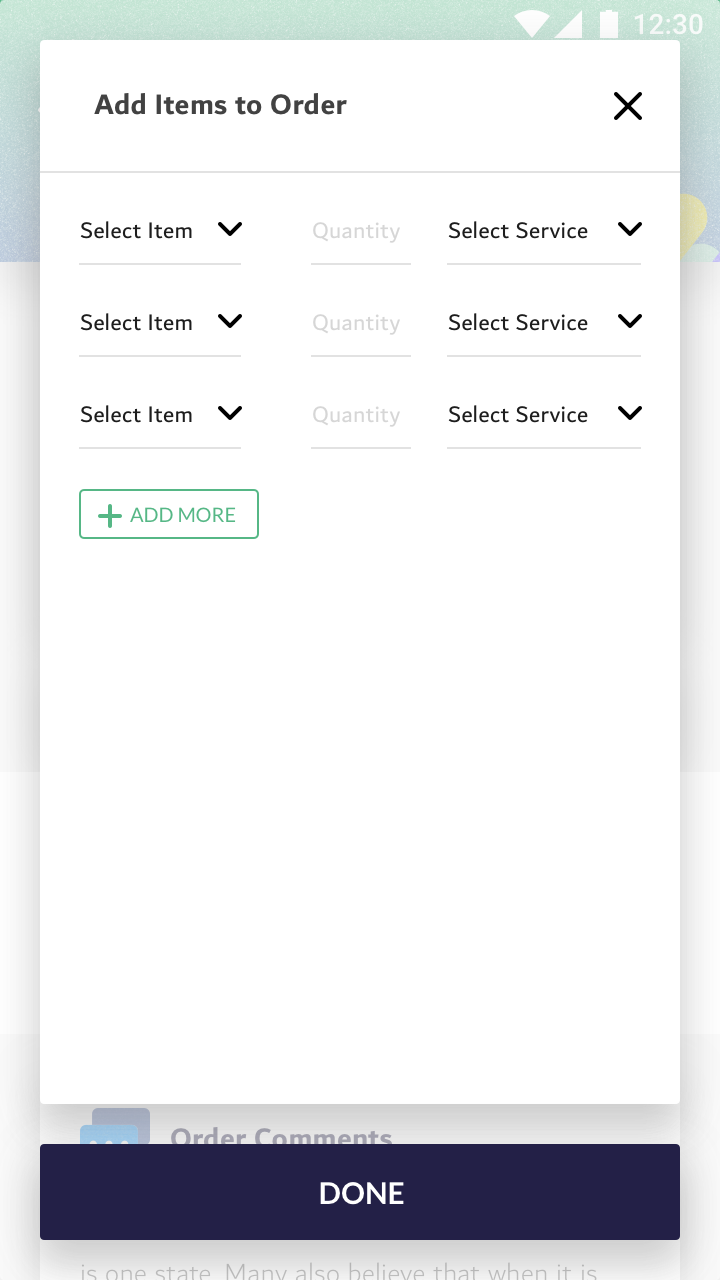 12:30
Add Items to Order
Select Item Quantity Select Service
Select Item Quantity Select Service
Select Item Quantity Select Service
ADD MORE
Order Comments
DONE
is one state. Many also believe that when it is